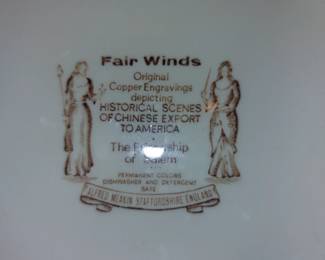 Fair Winds
Original
Copper Engravings
depicting
HISTORICAL SCENES
OF CHINESE EXPORT
TO AMERICA
The Friendship
of Salem
PERMANENT COLORS
DISHWASHER AND DETERGENT
SAFE
ALFRED MEAKIN STAFFORDSHIRE ENGLAND